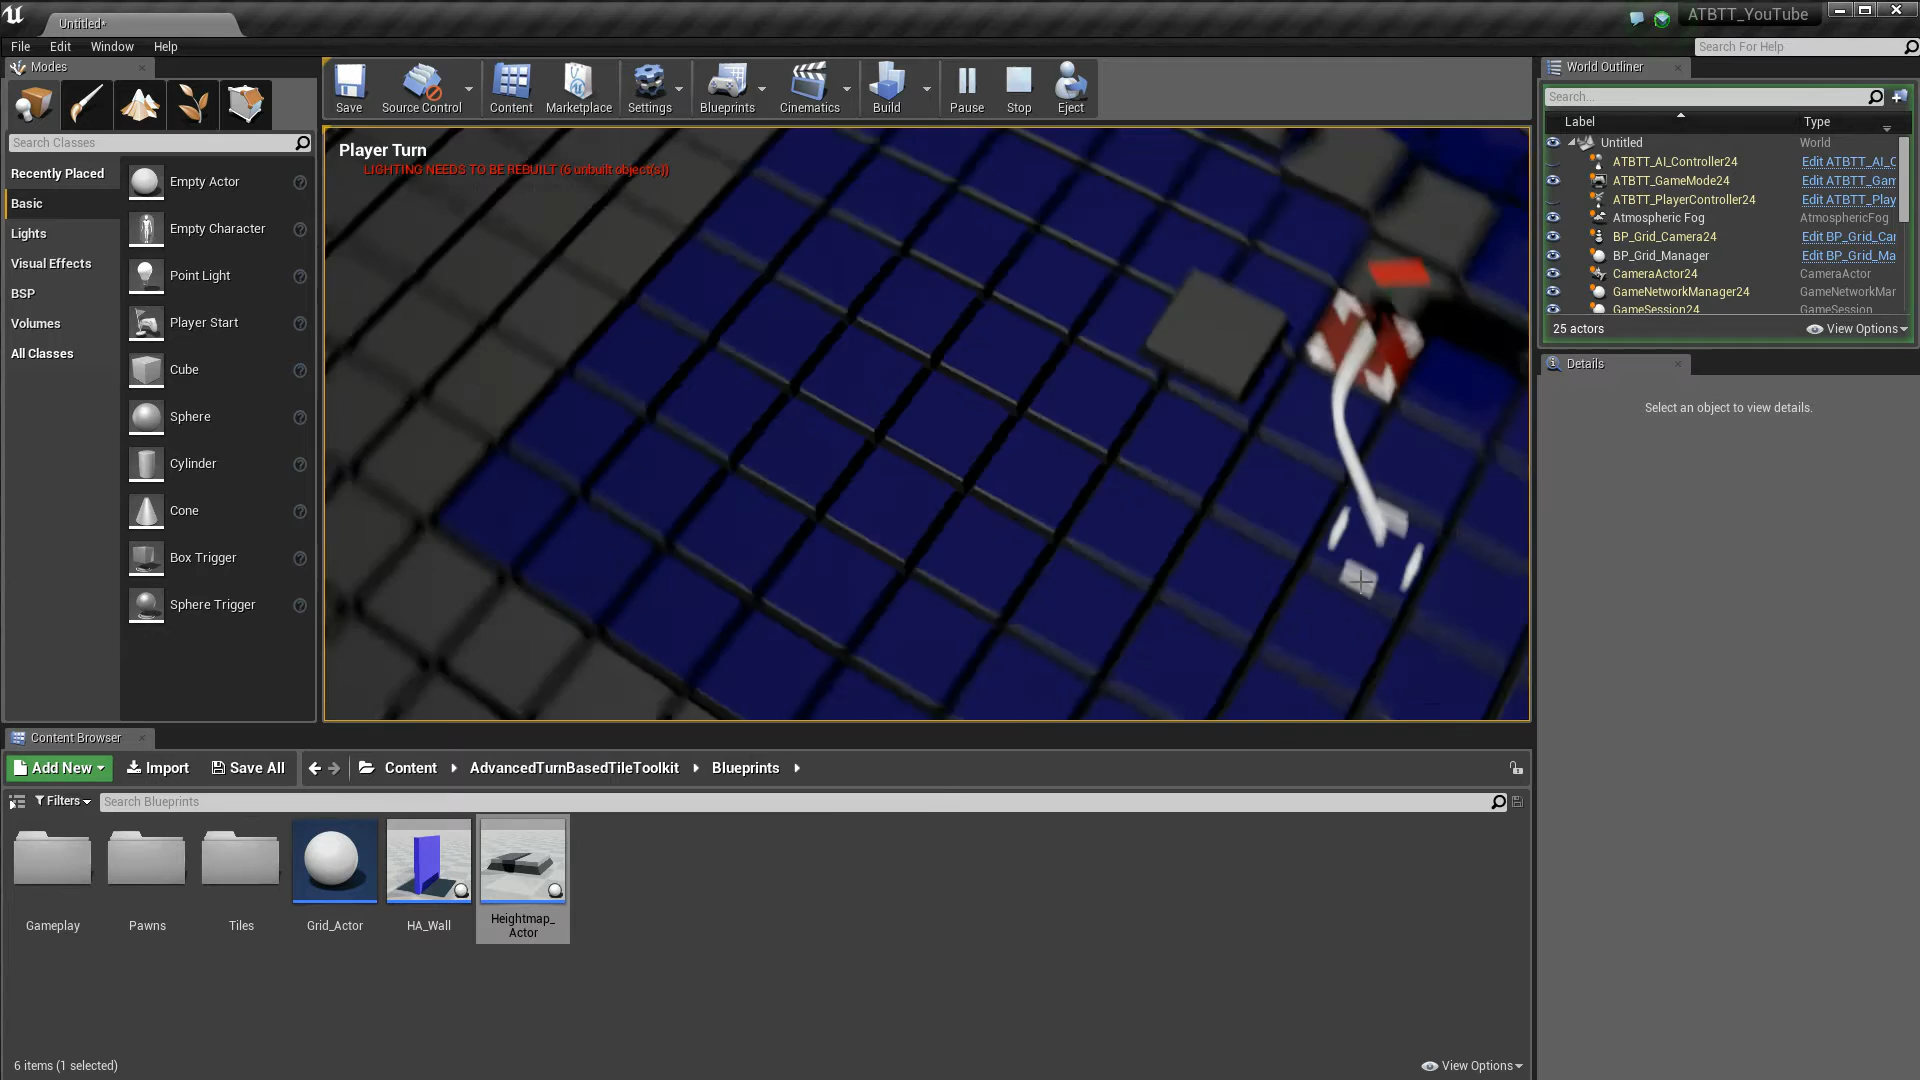 Untitled*
ATBTT_YouTube
File Edit Window Help
Search For Help
Modes
Search Classes
Recently Placed
Basic
Lights
Visual Effects
BSP
Volumes
All Classes
Empty Actor
Empty Character
Point Light
Player Start
Cube
Sphere
Cylinder
Cone
Box Trigger
Sphere Trigger
Save
Source Control
Content
Marketplace
Settings
Blueprints
Cinematics
Build
Pause
Stop
Eject
Player Turn
LIGHTING NEEDS TO BE REBUILT (6 unbuilt object(s))
World Outliner
Search...
Label Type
Untitled World
ATBTT_AI_Controller24 Edit ATBTT_AI_C
ATBTT_GameMode24 Edit ATBTT_Gam
ATBTT_PlayerController24 Edit ATBTT_Play
Atmospheric Fog AtmosphericFog
BP_Grid_Camera24 Edit BP_Grid_Car
BP_Grid_Manager Edit BP_Grid_Ma
CameraActor24 CameraActor
GameNetworkManager24 GameNetworkMar
GameSession24 GameSession
25 actors View Options
Details
Select an object to view details.
Content Browser
Add New Import Save All Content AdvancedTurnBasedTileToolkit Blueprints
Filters Search Blueprints
Gameplay
Pawns
Tiles
Grid_Actor
HA_Wall
Heightmap_
Actor
6 items (1 selected)
View Options